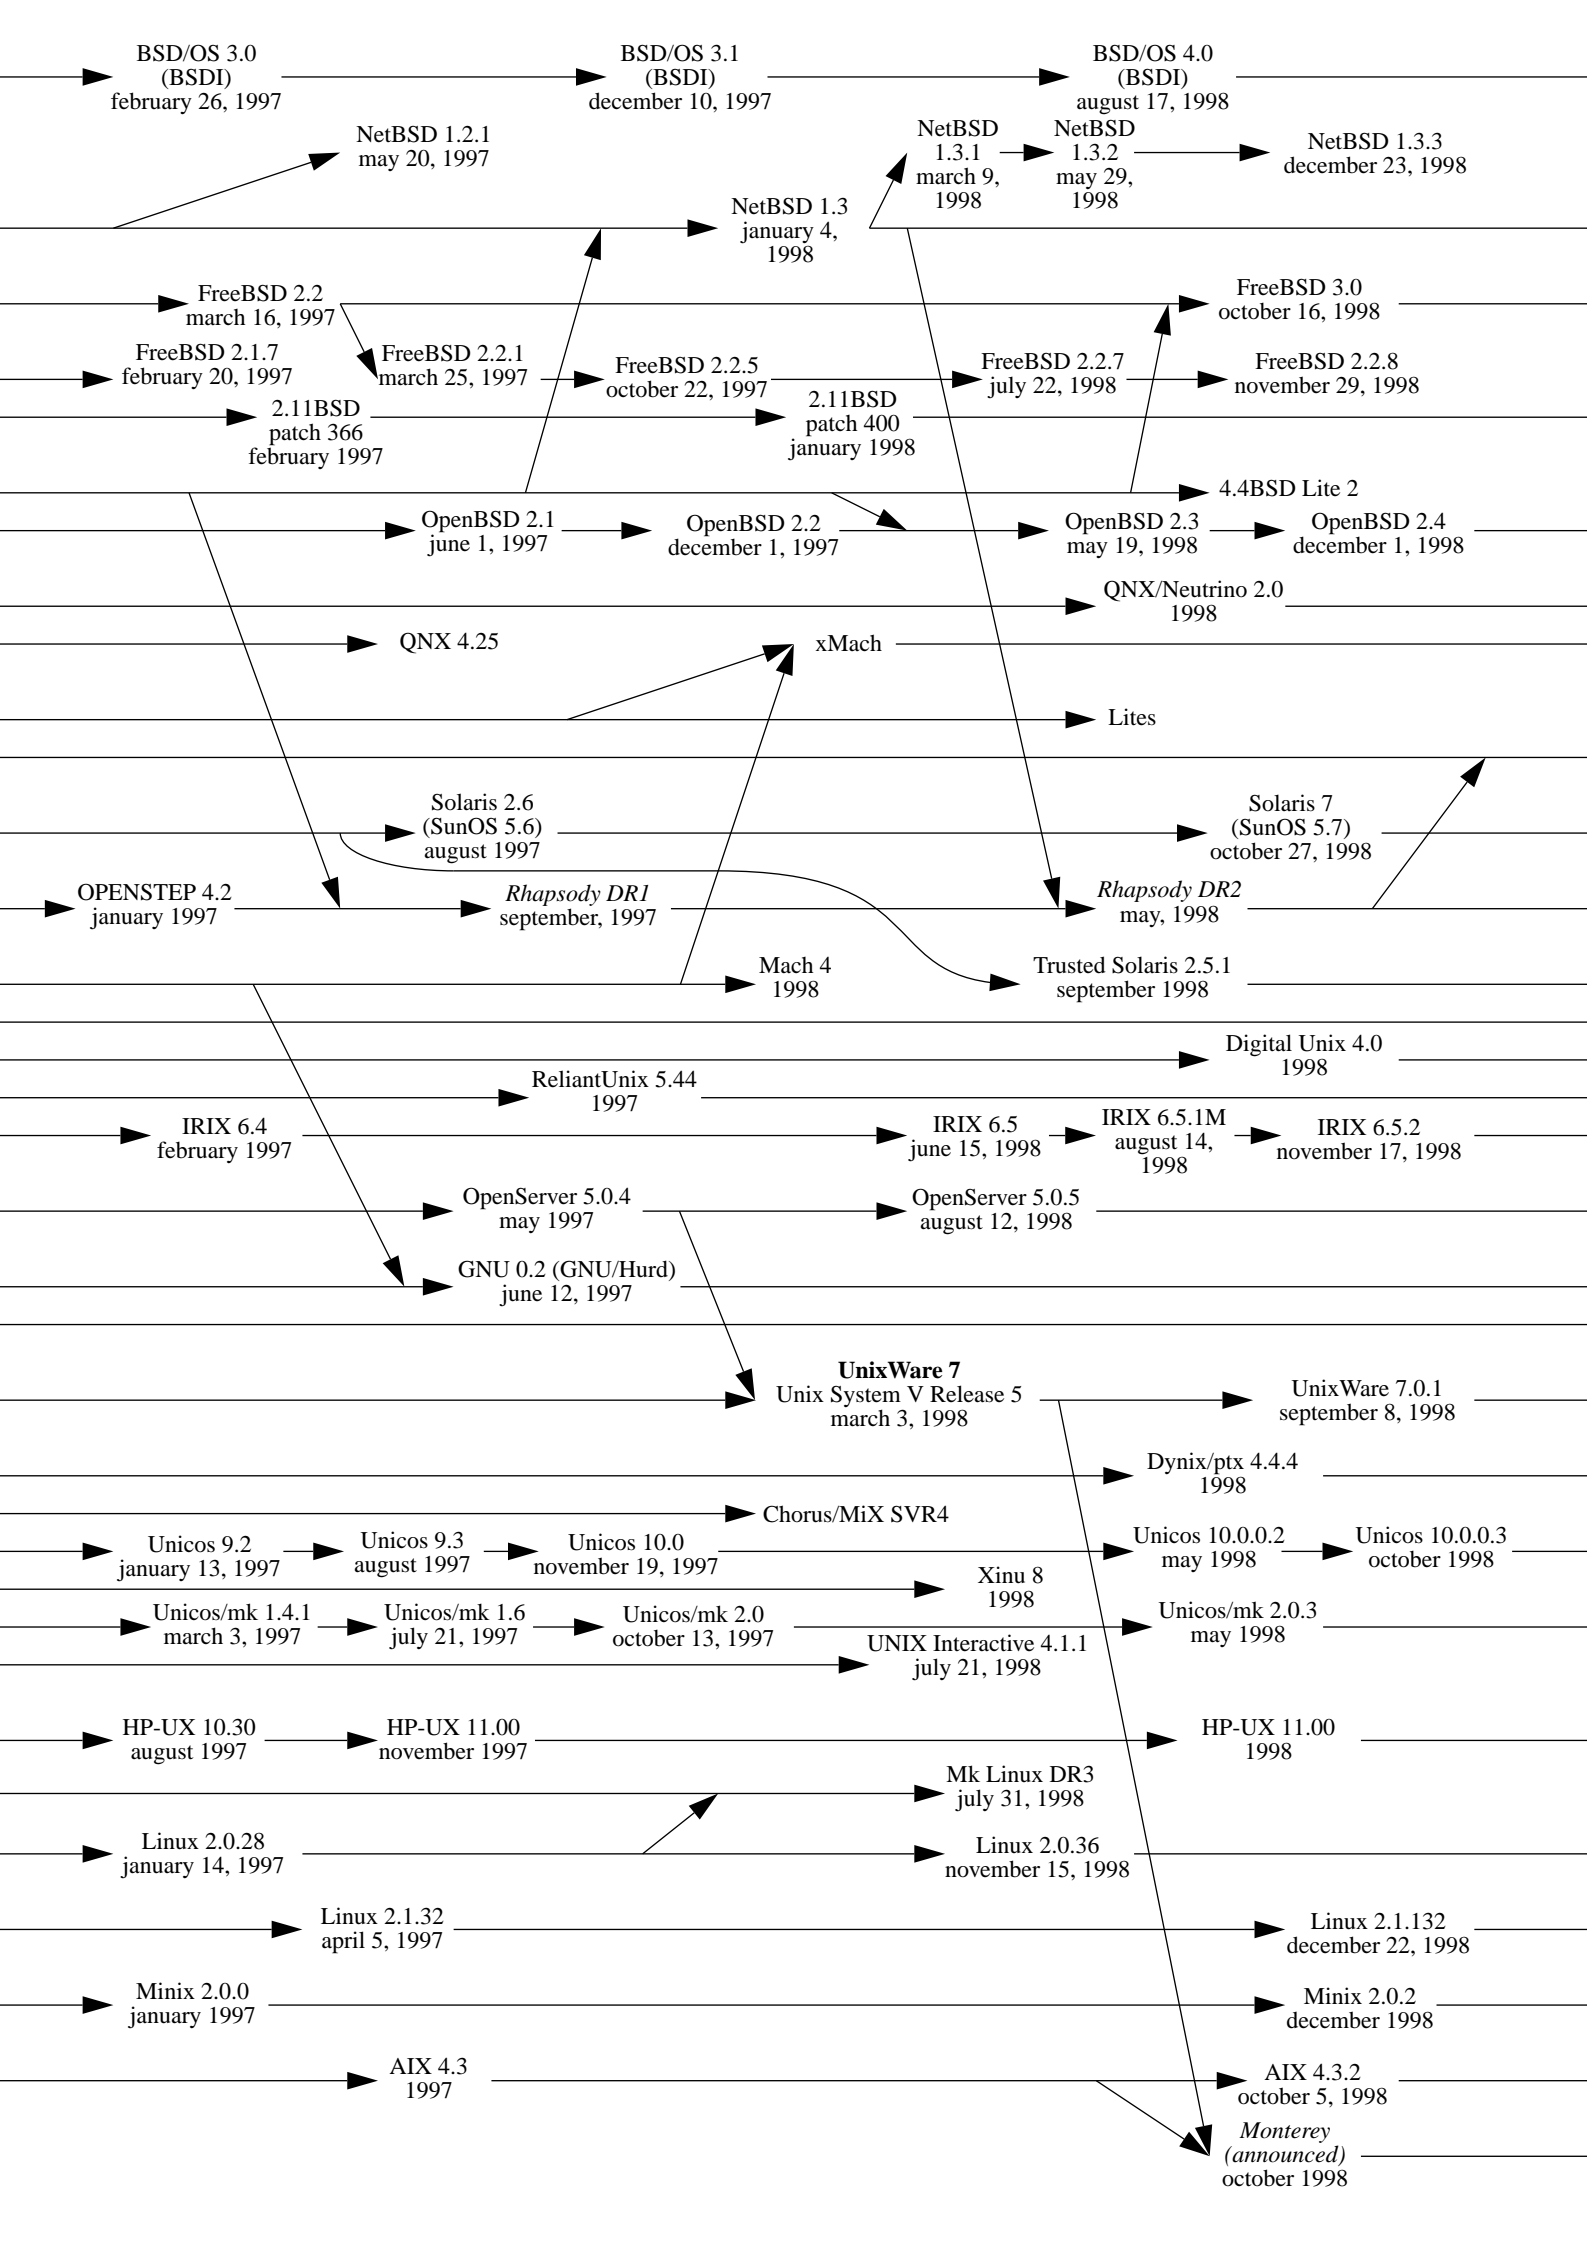 BSD/OS 3.0
(BSDI)
february 26, 1997
BSD/OS 3.1
(BSDI)
december 10, 1997
BSD/OS 4.0
(BSDI)
august 17, 1998
NetBSD 1.2.1
may 20, 1997
NetBSD
1.3.1
march 9,
1998
NetBSD
1.3.2
may 29,
1998
NetBSD 1.3.3
december 23, 1998
NetBSD 1.3
january 4,
1998
FreeBSD 2.2
march 16, 1997
FreeBSD 3.0
october 16, 1998
FreeBSD 2.1.7
february 20, 1997
FreeBSD 2.2.1
march 25, 1997
FreeBSD 2.2.5
october 22, 1997
FreeBSD 2.2.7
july 22, 1998
FreeBSD 2.2.8
november 29, 1998
2.11BSD
patch 366
february 1997
2.11BSD
patch 400
january 1998
4.4BSD Lite 2
OpenBSD 2.1
june 1, 1997
OpenBSD 2.2
december 1, 1997
OpenBSD 2.3
may 19, 1998
OpenBSD 2.4
december 1, 1998
QNX/Neutrino 2.0
1998
QNX 4.25
xMach
Lites
Solaris 2.6
(SunOS 5.6)
august 1997
Solaris 7
(SunOS 5.7)
october 27, 1998
OPENSTEP 4.2
january 1997
Rhapsody DR1
september, 1997
Rhapsody DR2
may, 1998
Mach 4
1998
Trusted Solaris 2.5.1
september 1998
Digital Unix 4.0
1998
ReliantUnix 5.44
1997
IRIX 6.4
february 1997
IRIX 6.5
june 15, 1998
IRIX 6.5.1M
august 14,
1998
IRIX 6.5.2
november 17, 1998
OpenServer 5.0.4
may 1997
OpenServer 5.0.5
august 12, 1998
GNU 0.2 (GNU/Hurd)
june 12, 1997
UnixWare 7
Unix System V Release 5
march 3, 1998
UnixWare 7.0.1
september 8, 1998
Dynix/ptx 4.4.4
1998
Chorus/MiX SVR4
Unicos 9.2
january 13, 1997
Unicos 9.3
august 1997
Unicos 10.0
november 19, 1997
Unicos 10.0.0.2
may 1998
Unicos 10.0.0.3
october 1998
Xinu 8
1998
Unicos/mk 1.4.1
march 3, 1997
Unicos/mk 1.6
july 21, 1997
Unicos/mk 2.0
october 13, 1997
Unicos/mk 2.0.3
may 1998
UNIX Interactive 4.1.1
july 21, 1998
HP-UX 10.30
august 1997
HP-UX 11.00
november 1997
HP-UX 11.00
1998
Mk Linux DR3
july 31, 1998
Linux 2.0.28
january 14, 1997
Linux 2.0.36
november 15, 1998
Linux 2.1.32
april 5, 1997
Linux 2.1.132
december 22, 1998
Minix 2.0.0
january 1997
Minix 2.0.2
december 1998
AIX 4.3
1997
AIX 4.3.2
october 5, 1998
Monterey
(announced)
october 1998